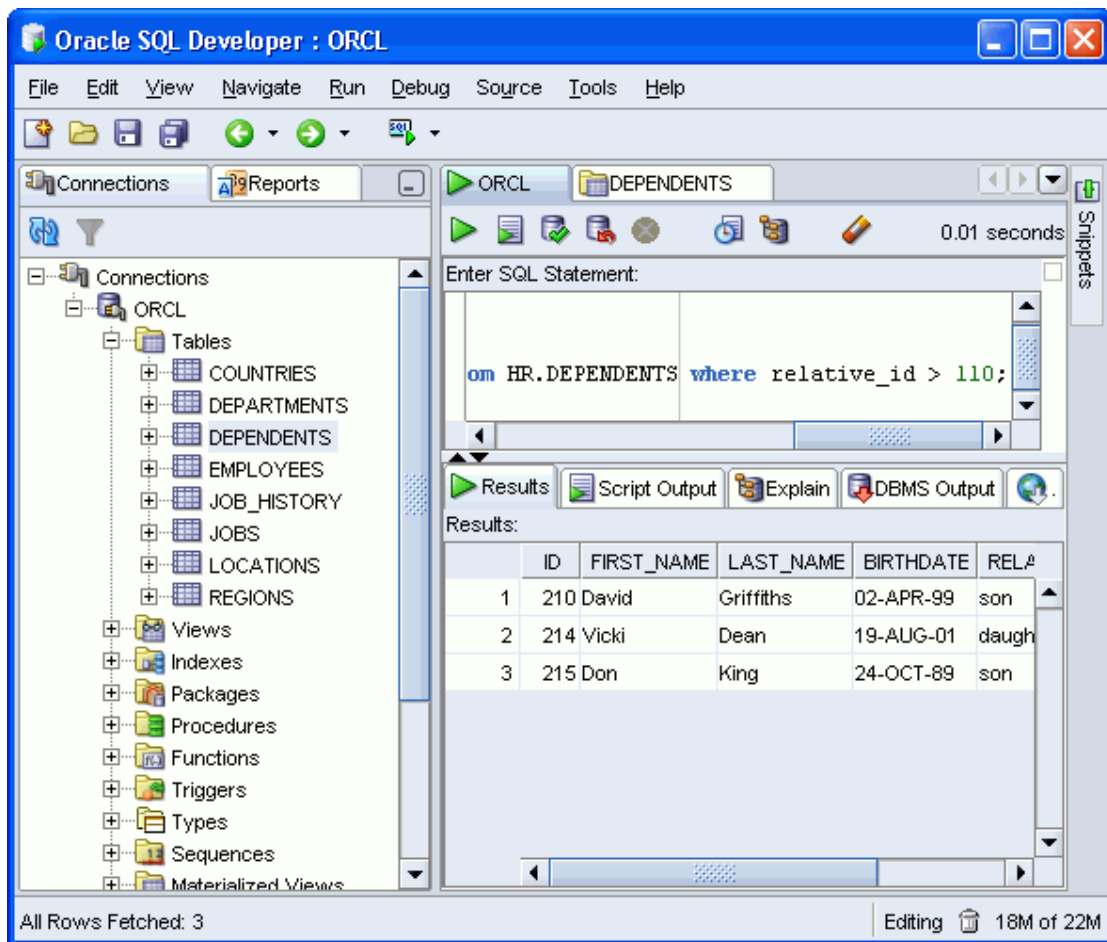 Oracle SQL Developer : ORCL
File Edit View Navigate Run Debug Source Tools Help
Connections Reports
Connections
ORCL
Tables
COUNTRIES
DEPARTMENTS
DEPENDENTS
EMPLOYEES
JOB_HISTORY
JOBS
LOCATIONS
REGIONS
Views
Indexes
Packages
Procedures
Functions
Triggers
Types
Sequences
Materialized Views
ORCL DEPENDENTS
0.01 seconds
Enter SQL Statement:
om HR.DEPENDENTS where relative_id > 110;
Results Script Output Explain DBMS Output .
Results:
ID FIRST_NAME LAST_NAME BIRTHDATE RELA
1 210 David Griffiths 02-APR-99 son
2 214 Vicki Dean 19-AUG-01 daugh
3 215 Don King 24-OCT-89 son
Snippets
All Rows Fetched: 3 Editing 18M of 22M